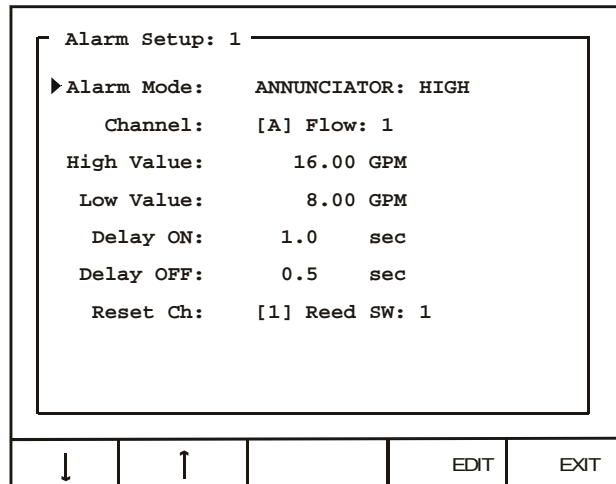 Alarm Setup: 1
Alarm Mode: ANNUNCIATOR: HIGH
Channel: [A] Flow: 1
High Value: 16.00 GPM
Low Value: 8.00 GPM
Delay ON: 1.0 sec
Delay OFF: 0.5 sec
Reset Ch: [1] Reed SW: 1
↓ ↑ EDIT EXIT